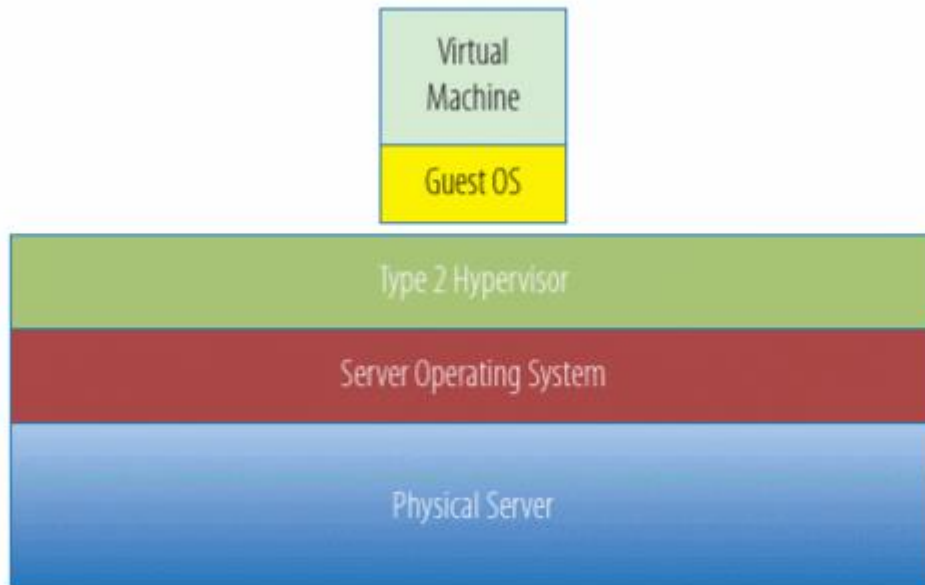 Virtual
Machine
Guest OS
Type 2 Hypervisor
Server Operating System
Physical Server